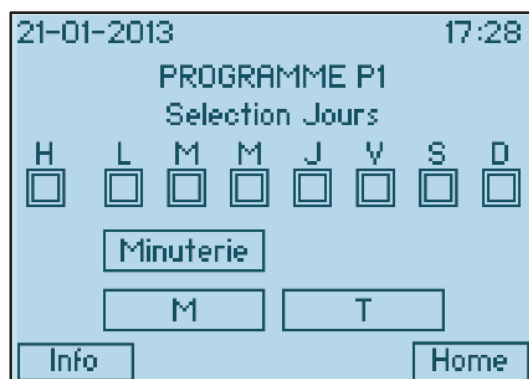 21-01-2013 17:28
PROGRAMME P1
Selection Jours
H L M M J V S D
Minuterie
M T
Info Home